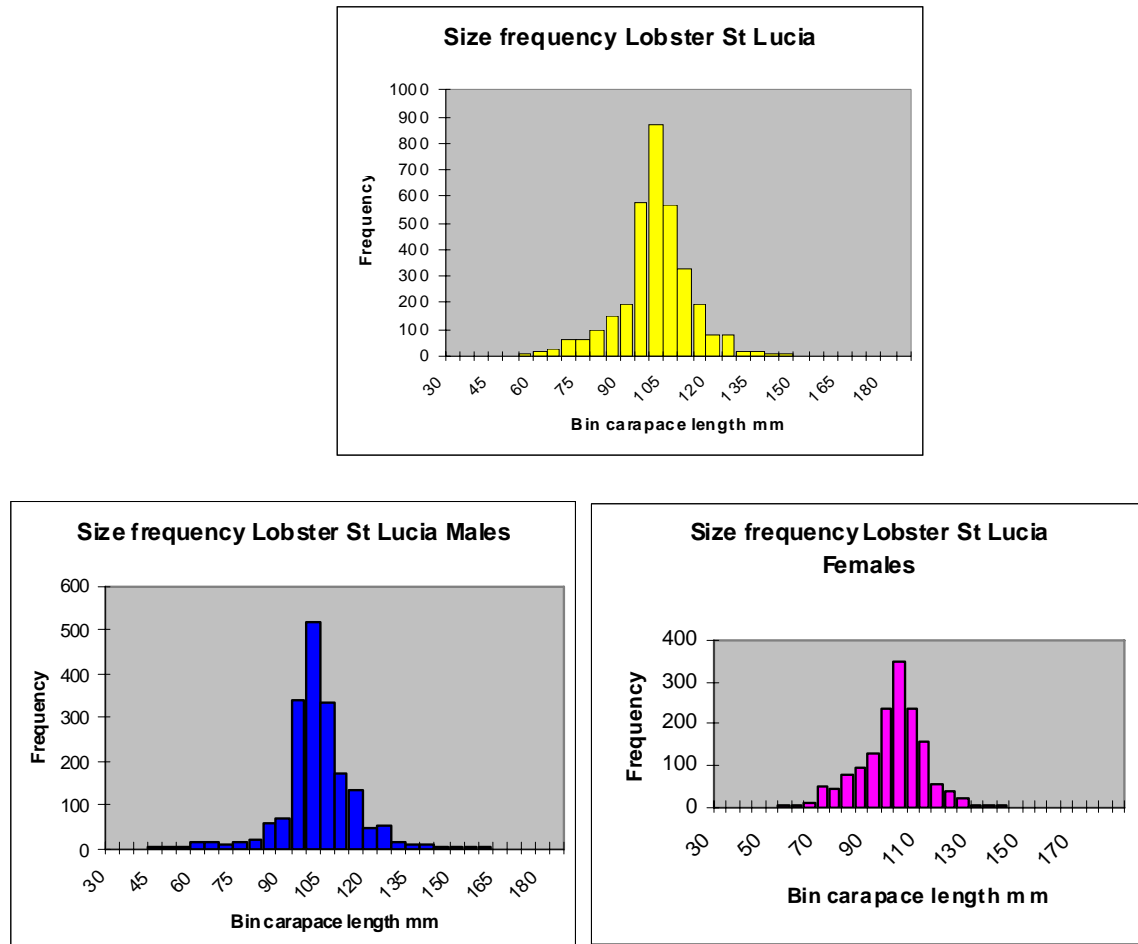 Size frequency Lobster St Lucia
1000
900
800
700
600
500
400
300
200
100
0
Frequency
30 45 60 75 90 105 120 135 150 165 180
Bin carapace length mm
Size frequency Lobster St Lucia Males
600
500
400
300
200
100
0
Frequency
30 45 60 75 90 105 120 135 150 165 180
Bin carapace length mm
Size frequency Lobster St Lucia
Females
400
300
200
100
0
Frequency
30 50 70 90 110 130 150 170
Bin carapace length mm